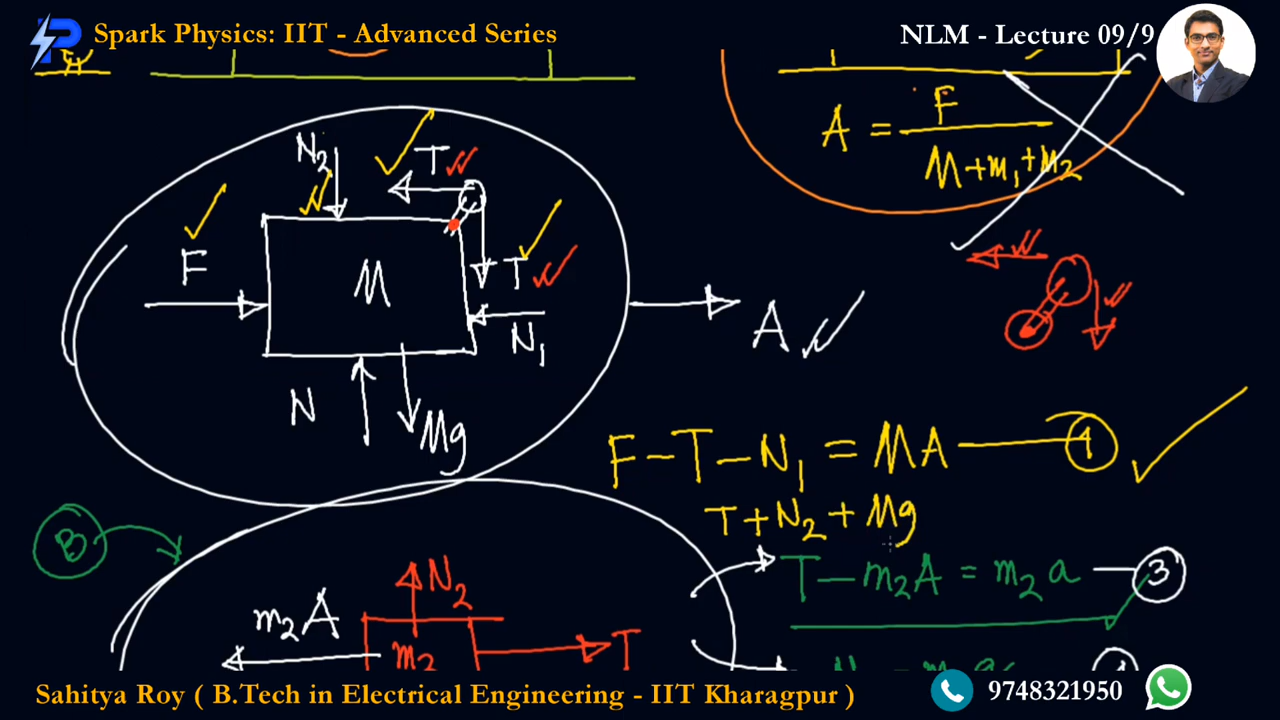 Spark Physics: IIT - Advanced Series
NLM - Lecture 09/9
A = F / M+m₁+M₂
N₂
T
F
M
T
N₁
A
N
Mg
F-T-N₁ = MA — 1
T+N₂+Mg
B
T-m₂A = m₂a — 3
N₂
m₂A
m₂
T
Sahitya Roy ( B.Tech in Electrical Engineering - IIT Kharagpur )
9748321950